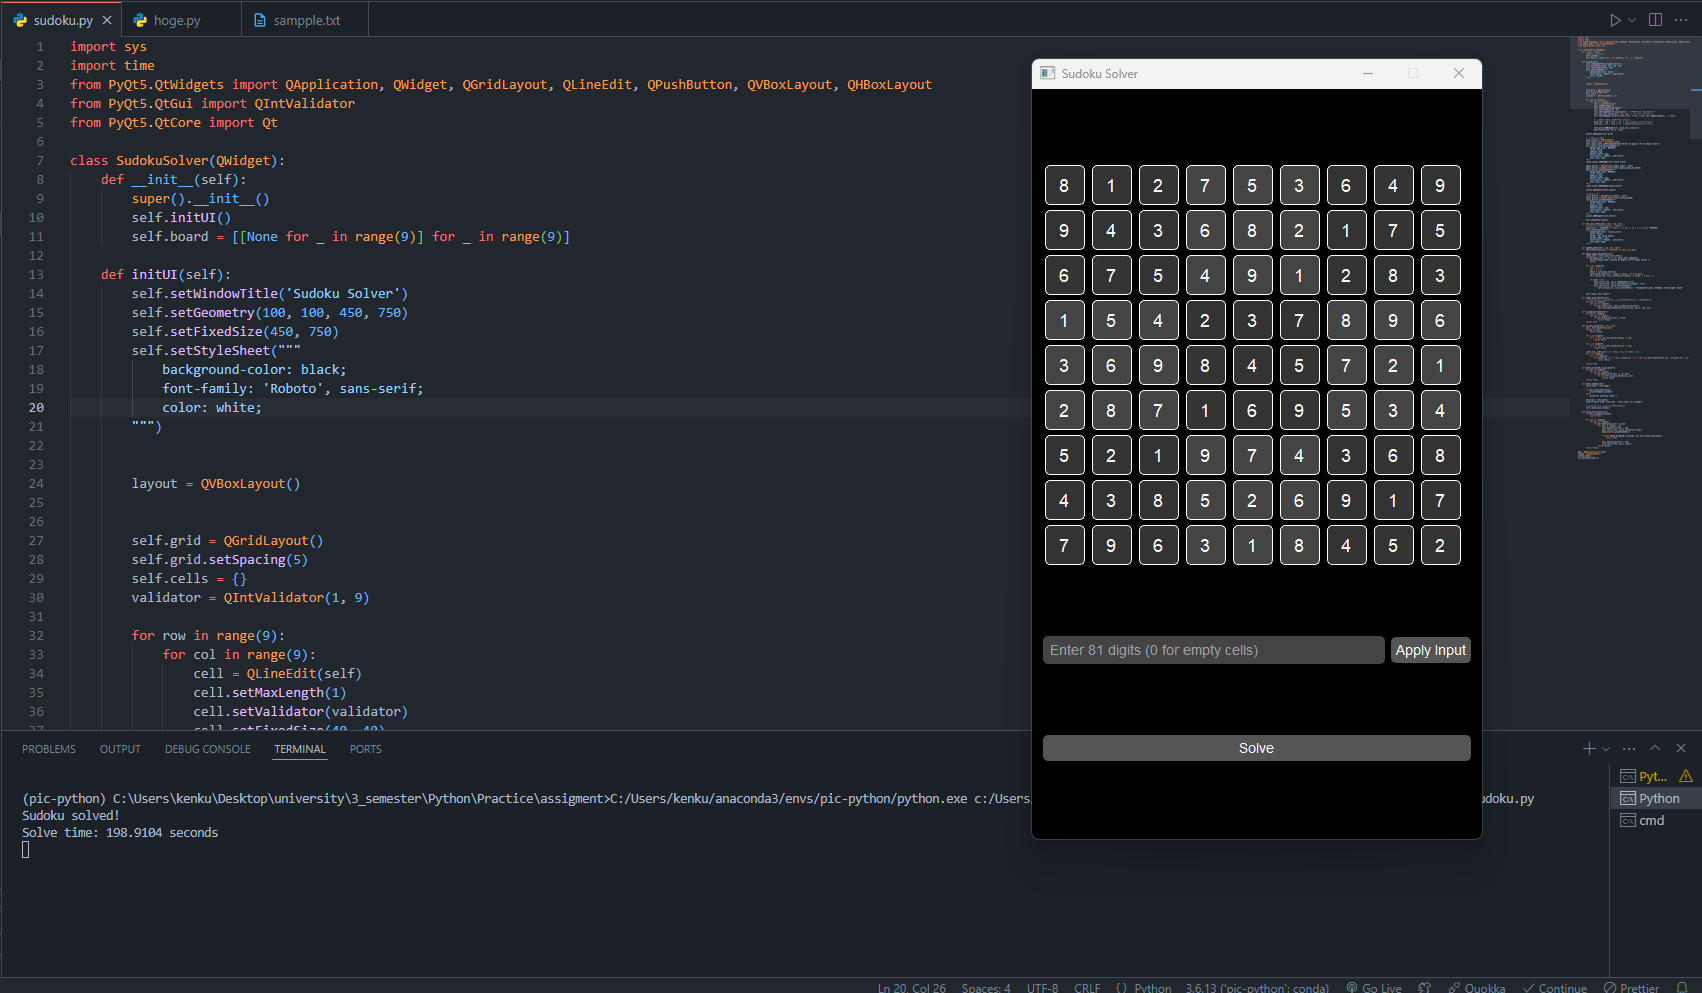 sudoku.py
hoge.py
sampple.txt
1 import sys
2 import time
3 from PyQt5.QtWidgets import QApplication, QWidget, QGridLayout, QLineEdit, QPushButton, QVBoxLayout, QHBoxLayout
4 from PyQt5.QtGui import QIntValidator
5 from PyQt5.QtCore import Qt
6
7 class SudokuSolver(QWidget):
8 def __init__(self):
9 super().__init__()
10 self.initUI()
11 self.board = [[None for _ in range(9)] for _ in range(9)]
12
13 def initUI(self):
14 self.setWindowTitle('Sudoku Solver')
15 self.setGeometry(100, 100, 450, 750)
16 self.setFixedSize(450, 750)
17 self.setStyleSheet("""
18 background-color: black;
19 font-family: 'Roboto', sans-serif;
20 color: white;
21 """)
22
23
24 layout = QVBoxLayout()
25
26
27 self.grid = QGridLayout()
28 self.grid.setSpacing(5)
29 self.cells = {}
30 validator = QIntValidator(1, 9)
31
32 for row in range(9):
33 for col in range(9):
34 cell = QLineEdit(self)
35 cell.setMaxLength(1)
36 cell.setValidator(validator)
37 cell.setFixedSize(40, 40)
Sudoku Solver
8 1 2 7 5 3 6 4 9
9 4 3 6 8 2 1 7 5
6 7 5 4 9 1 2 8 3
1 5 4 2 3 7 8 9 6
3 6 9 8 4 5 7 2 1
2 8 7 1 6 9 5 3 4
5 2 1 9 7 4 3 6 8
4 3 8 5 2 6 9 1 7
7 9 6 3 1 8 4 5 2
Enter 81 digits (0 for empty cells)
Apply Input
Solve
PROBLEMS OUTPUT DEBUG CONSOLE TERMINAL PORTS
(pic-python) C:\Users\kenku\Desktop\university\3_semester\Python\Practice\assigment>C:/Users/kenku/anaconda3/envs/pic-python/python.exe c:/Users/ udoku.py
Sudoku solved!
Solve time: 198.9104 seconds
Pyt...
Python
cmd
Ln 20, Col 26 Spaces: 4 UTF-8 CRLF {} Python 3.6.13 ('pic-python': conda) Go Live Quokka Continue Prettier